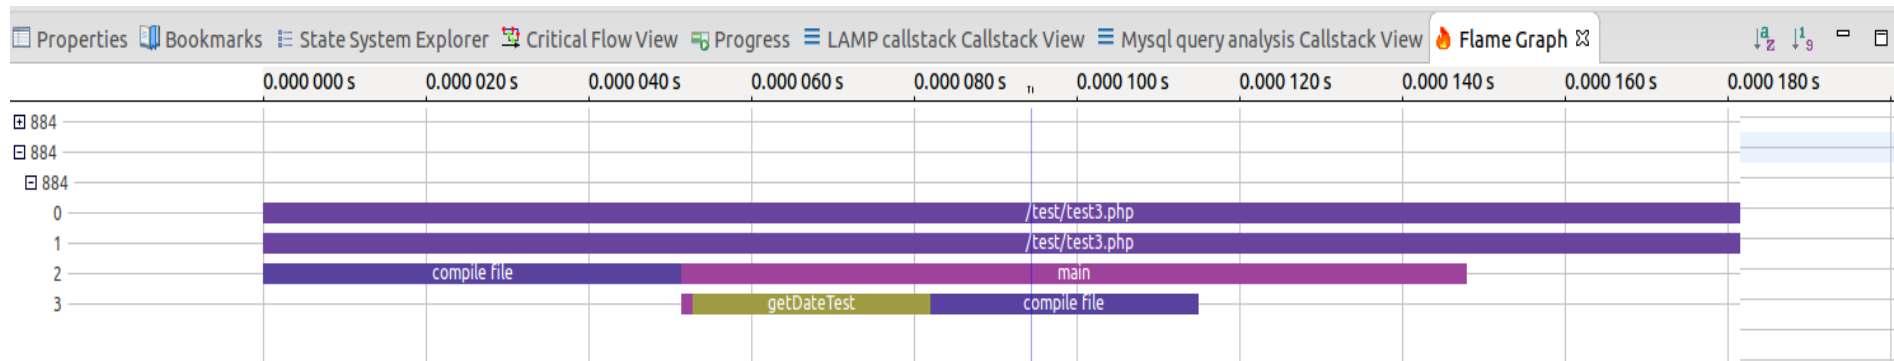 Properties Bookmarks State System Explorer Critical Flow View Progress LAMP callstack Callstack View Mysql query analysis Callstack View Flame Graph
0.000 000 s 0.000 020 s 0.000 040 s 0.000 060 s 0.000 080 s 0.000 100 s 0.000 120 s 0.000 140 s 0.000 160 s 0.000 180 s
884
884
884
0 /test/test3.php
1 /test/test3.php
2 compile file main
3 getDateTest compile file